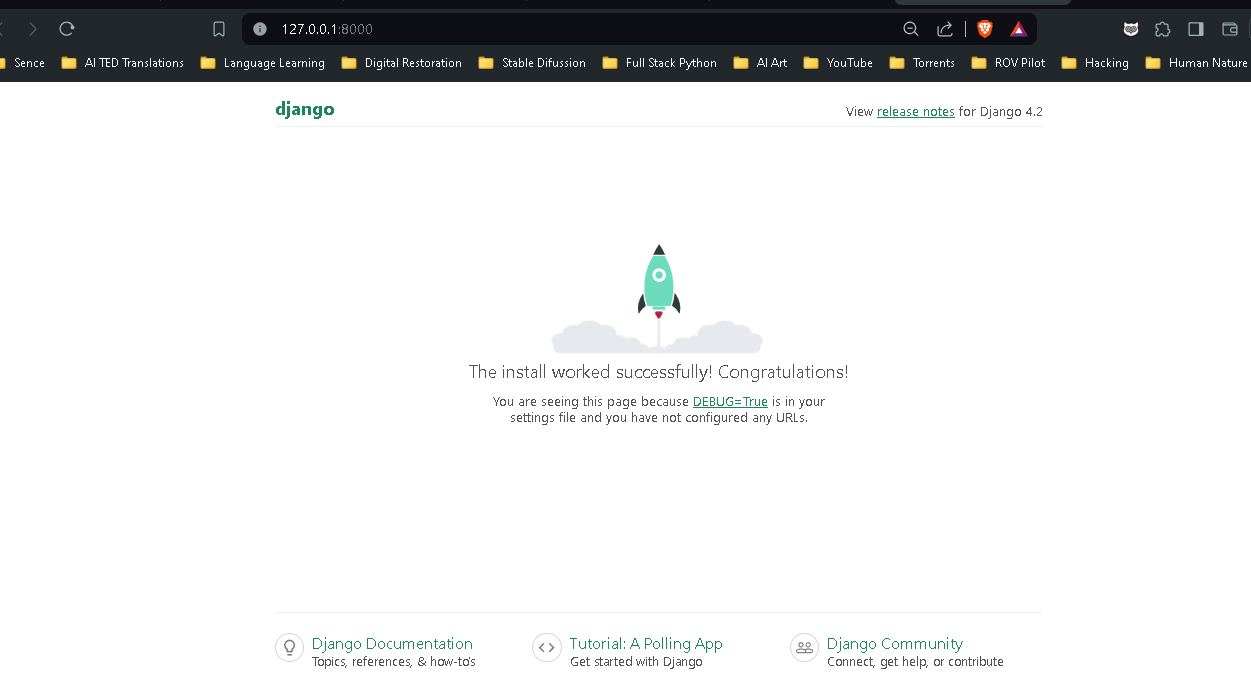 127.0.0.1:8000
Sence AI TED Translations Language Learning Digital Restoration Stable Difussion Full Stack Python AI Art YouTube Torrents ROV Pilot Hacking Human Nature
django
View release notes for Django 4.2
The install worked successfully! Congratulations!
You are seeing this page because DEBUG=True is in your
settings file and you have not configured any URLs.
Django Documentation
Topics, references, & how-to's
Tutorial: A Polling App
Get started with Django
Django Community
Connect, get help, or contribute